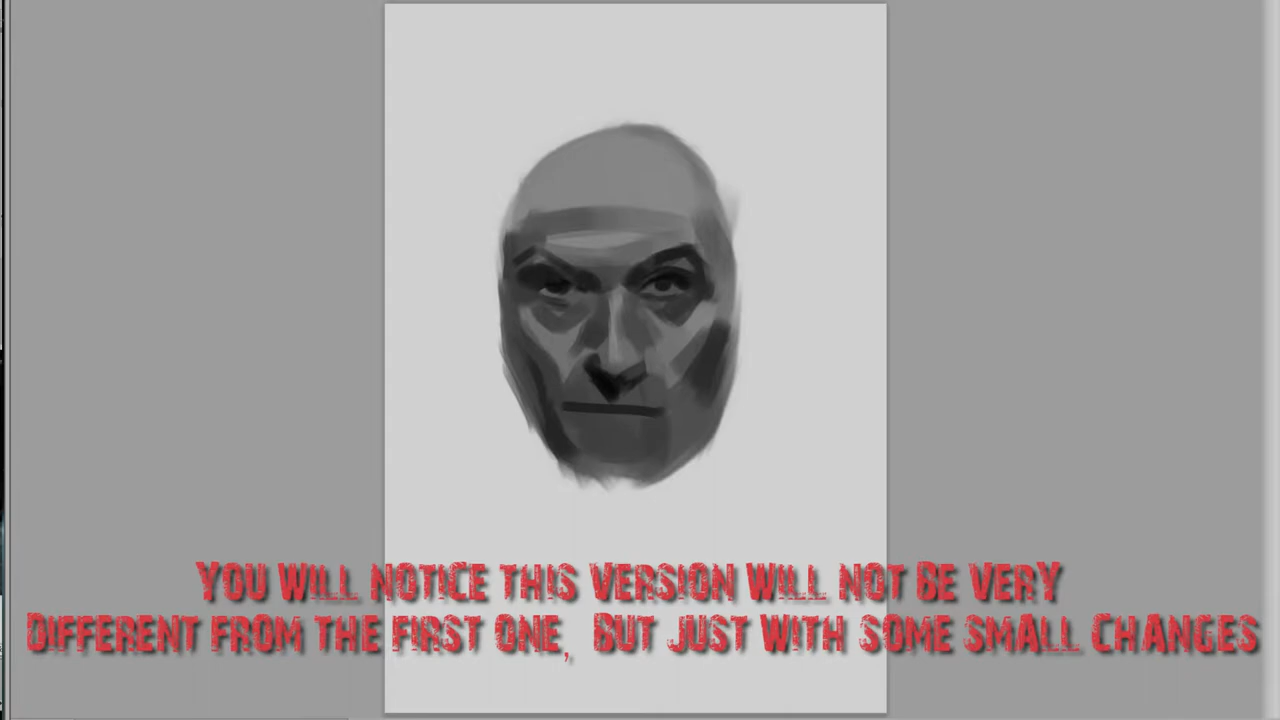 YOU WILL NOTICE THIS VERSION WILL NOT BE VERY
DIFFERENT FROM THE FIRST ONE, BUT JUST WITH SOME SMALL CHANGES